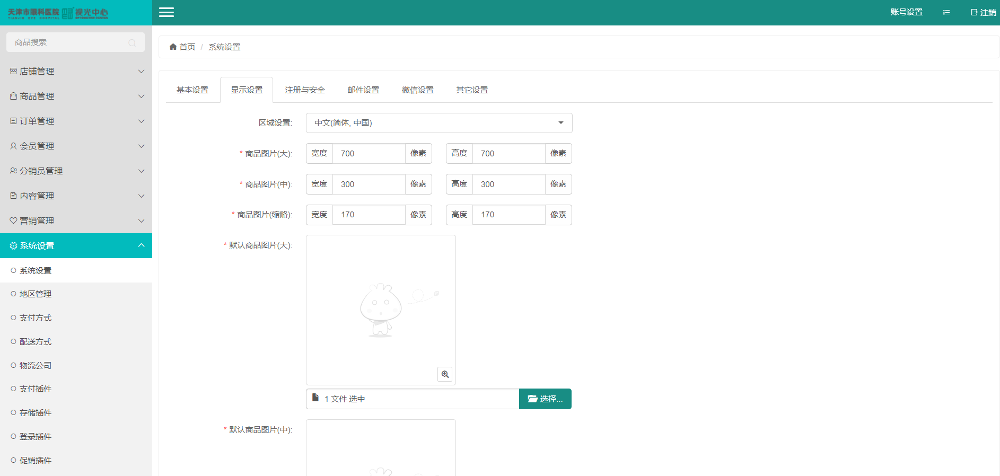 天津市眼科医院 视光中心
TIANJIN EYE HOSPITAL OPTOMETRIC CENTER
账号设置
注销
商品搜索
店铺管理
商品管理
订单管理
会员管理
分销员管理
内容管理
营销管理
系统设置
系统设置
地区管理
支付方式
配送方式
物流公司
支付插件
存储插件
登录插件
促销插件
首页 / 系统设置
基本设置 显示设置 注册与安全 邮件设置 微信设置 其它设置
区域设置: 中文(简体, 中国)
* 商品图片(大): 宽度 700 像素 高度 700 像素
* 商品图片(中): 宽度 300 像素 高度 300 像素
* 商品图片(缩略): 宽度 170 像素 高度 170 像素
* 默认商品图片(大):
1 文件 选中 选择...
* 默认商品图片(中):